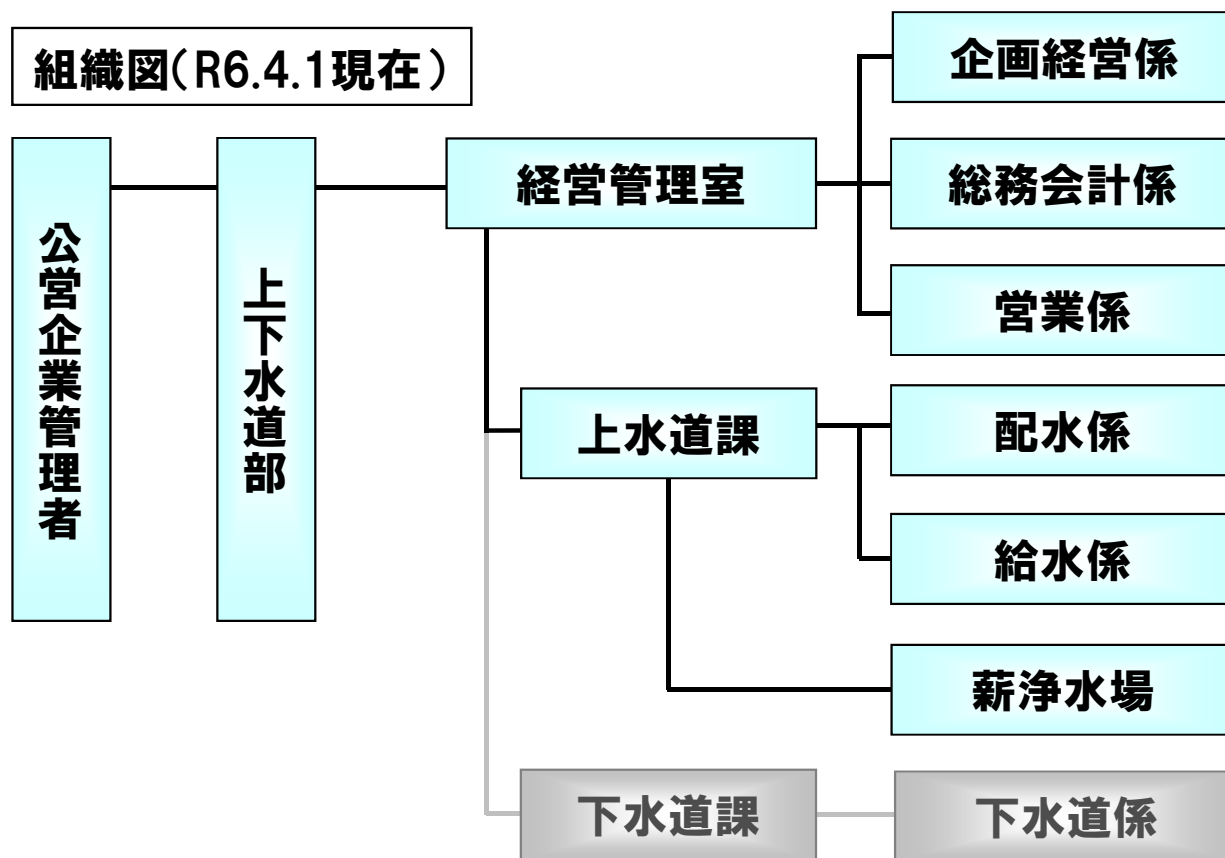 組織図(R6.4.1現在)
公営企業管理者
上下水道部
経営管理室
企画経営係
総務会計係
営業係
上水道課
配水係
給水係
薪浄水場
下水道課
下水道係